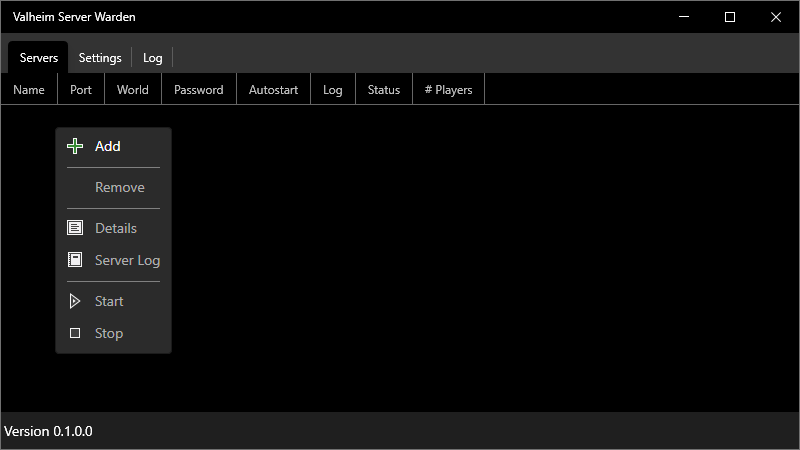 Valheim Server Warden
Servers Settings Log
Name Port World Password Autostart Log Status # Players
Add
Remove
Details
Server Log
Start
Stop
Version 0.1.0.0